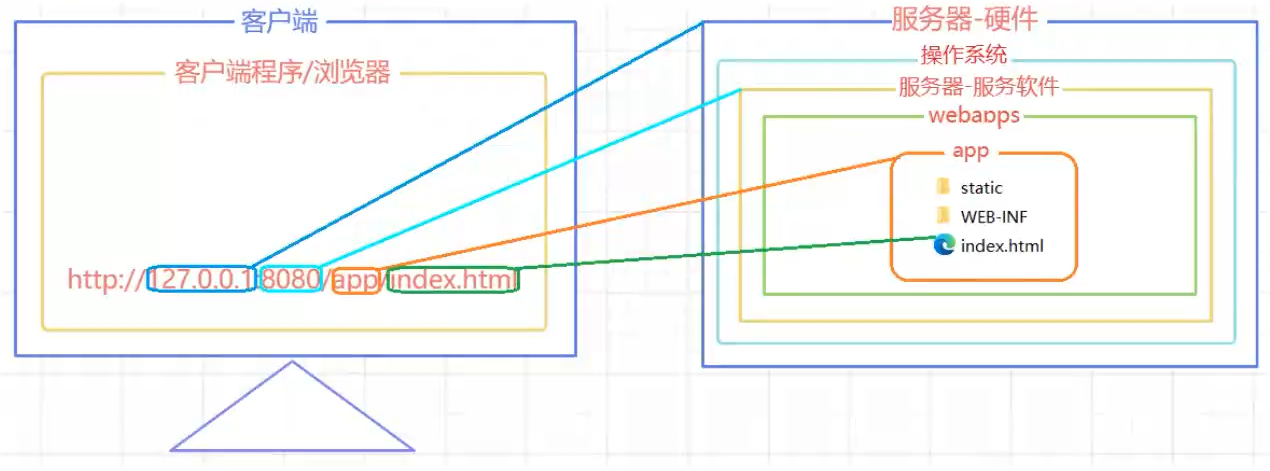 客户端
客户端程序/浏览器
http://127.0.0.1:8080/app/index.html
服务器-硬件
操作系统
服务器-服务软件
webapps
app
static
WEB-INF
index.html